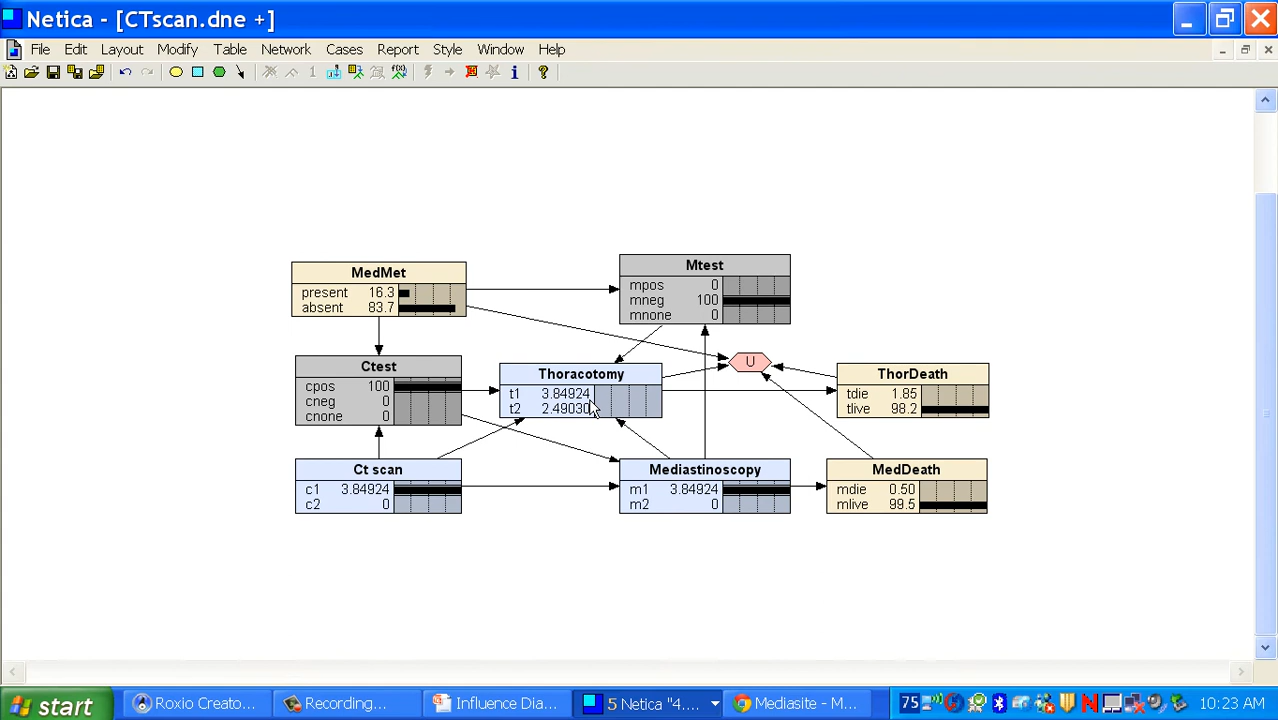 Netica - [CTscan.dne +]
File Edit Layout Modify Table Network Cases Report Style Window Help
MedMet
present 16.3
absent 83.7
Mtest
mpos 0
mneg 100
mnone 0
Ctest
cpos 100
cneg 0
cnone 0
Thoracotomy
t1 3.84924
t2 2.49030
U
ThorDeath
tdie 1.85
tlive 98.2
Ct scan
c1 3.84924
c2 0
Mediastinoscopy
m1 3.84924
m2 0
MedDeath
mdie 0.50
mlive 99.5
start Roxio Creato... Recording.... Influence Dia... 5 Netica "4.... Mediasite - M... 75 10:23 AM